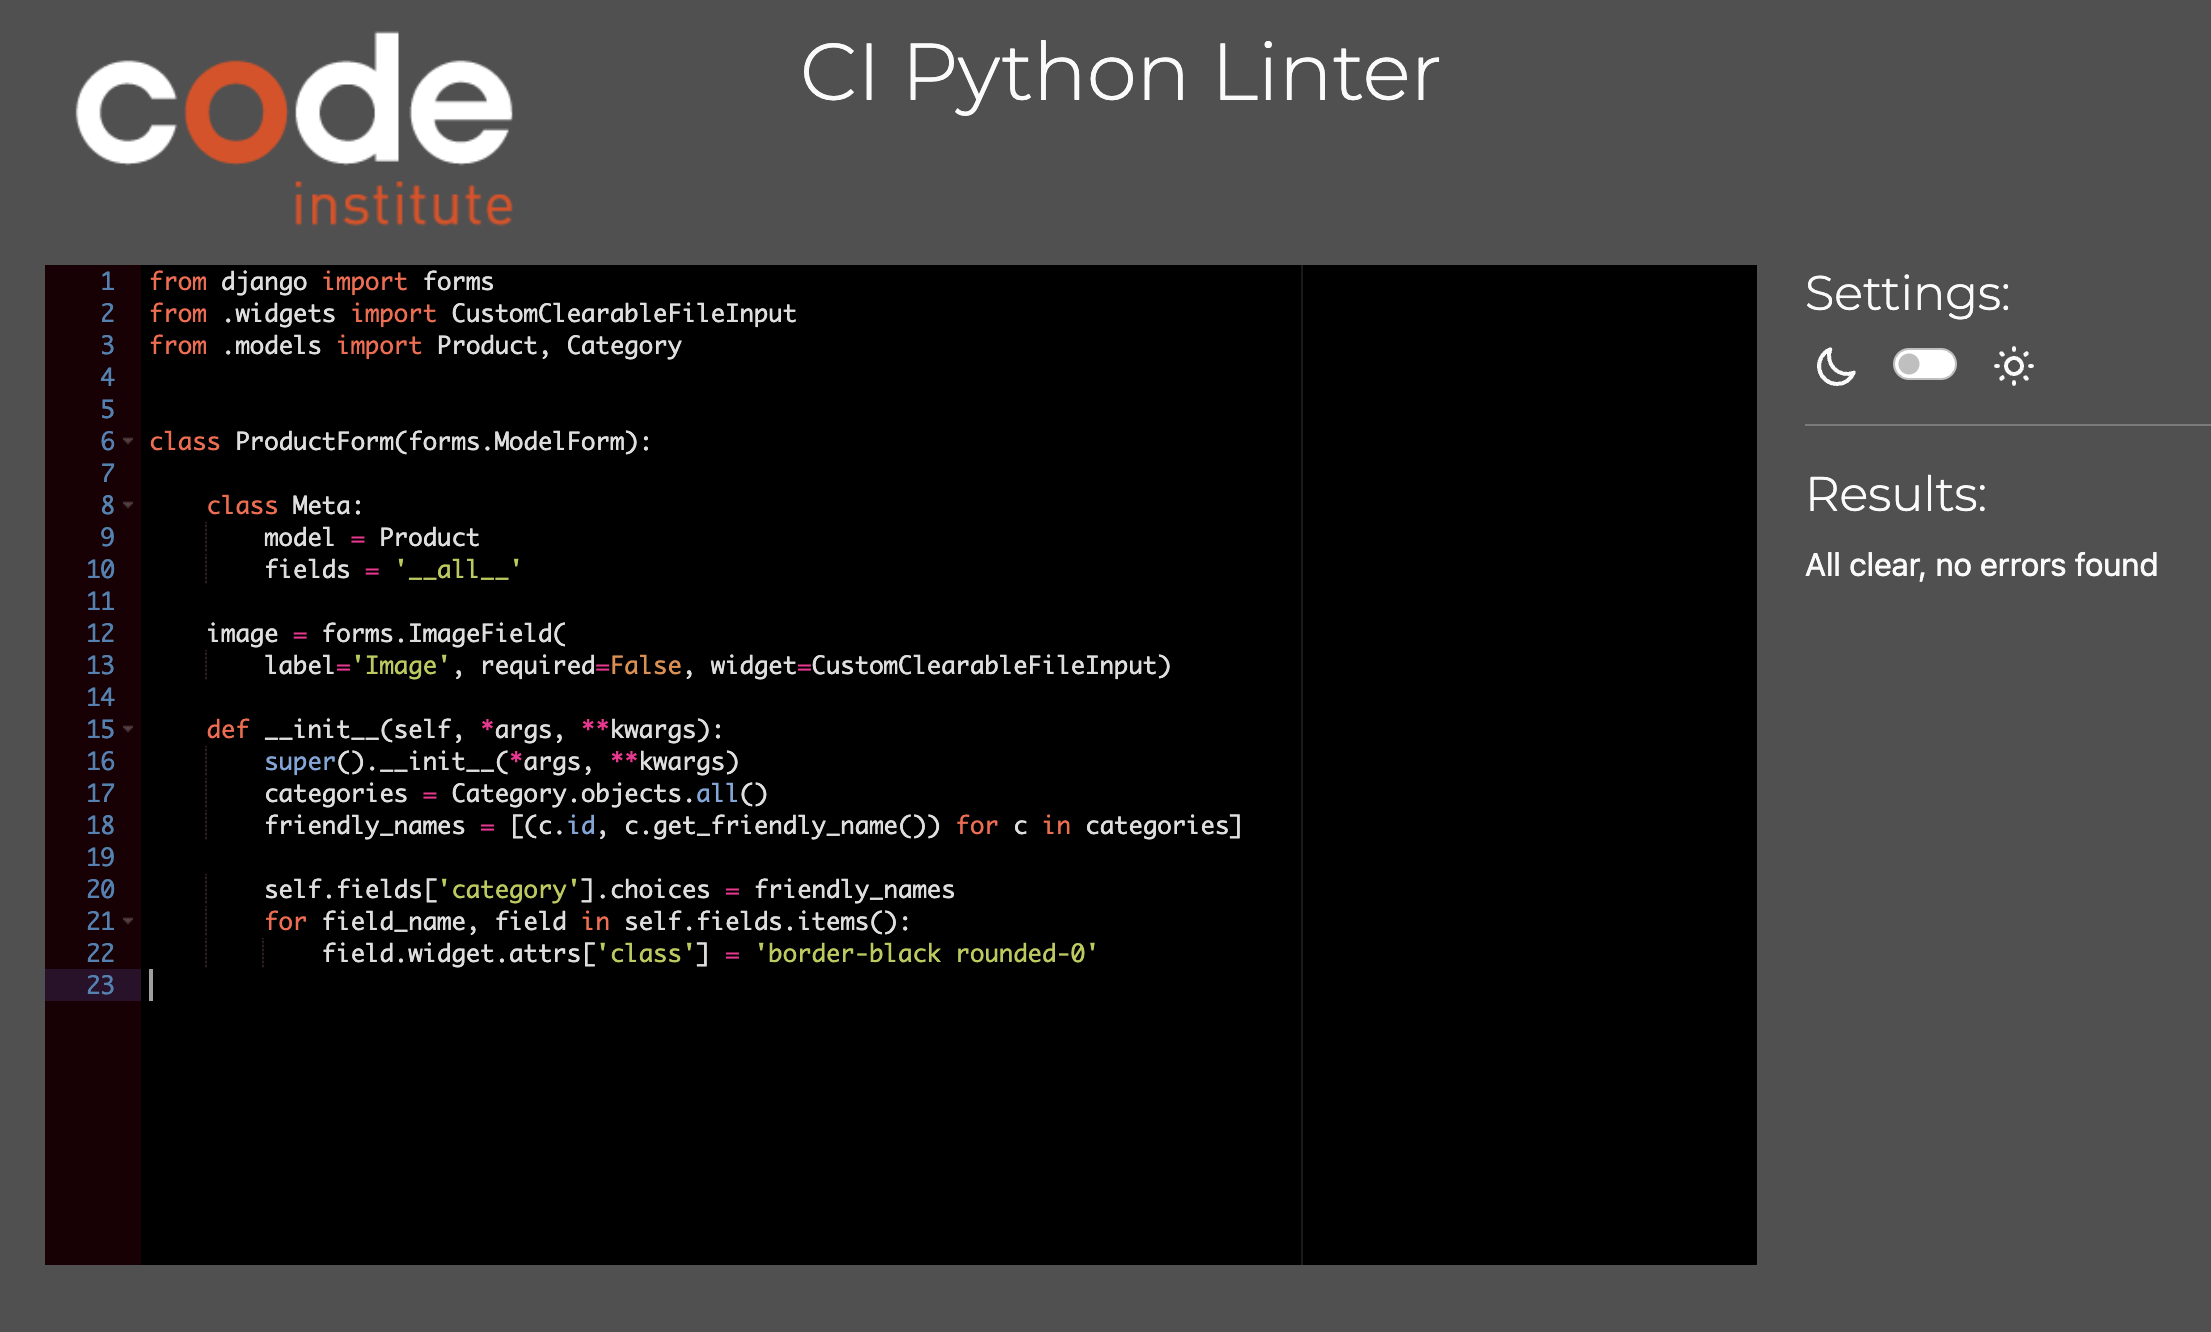 code
institute
CI Python Linter
1 from django import forms
2 from .widgets import CustomClearableFileInput
3 from .models import Product, Category
4
5
6 class ProductForm(forms.ModelForm):
7
8     class Meta:
9         model = Product
10         fields = '__all__'
11
12     image = forms.ImageField(
13         label='Image', required=False, widget=CustomClearableFileInput)
14
15     def __init__(self, *args, **kwargs):
16         super().__init__(*args, **kwargs)
17         categories = Category.objects.all()
18         friendly_names = [(c.id, c.get_friendly_name()) for c in categories]
19
20         self.fields['category'].choices = friendly_names
21         for field_name, field in self.fields.items():
22             field.widget.attrs['class'] = 'border-black rounded-0'
23
Settings:
Results:
All clear, no errors found